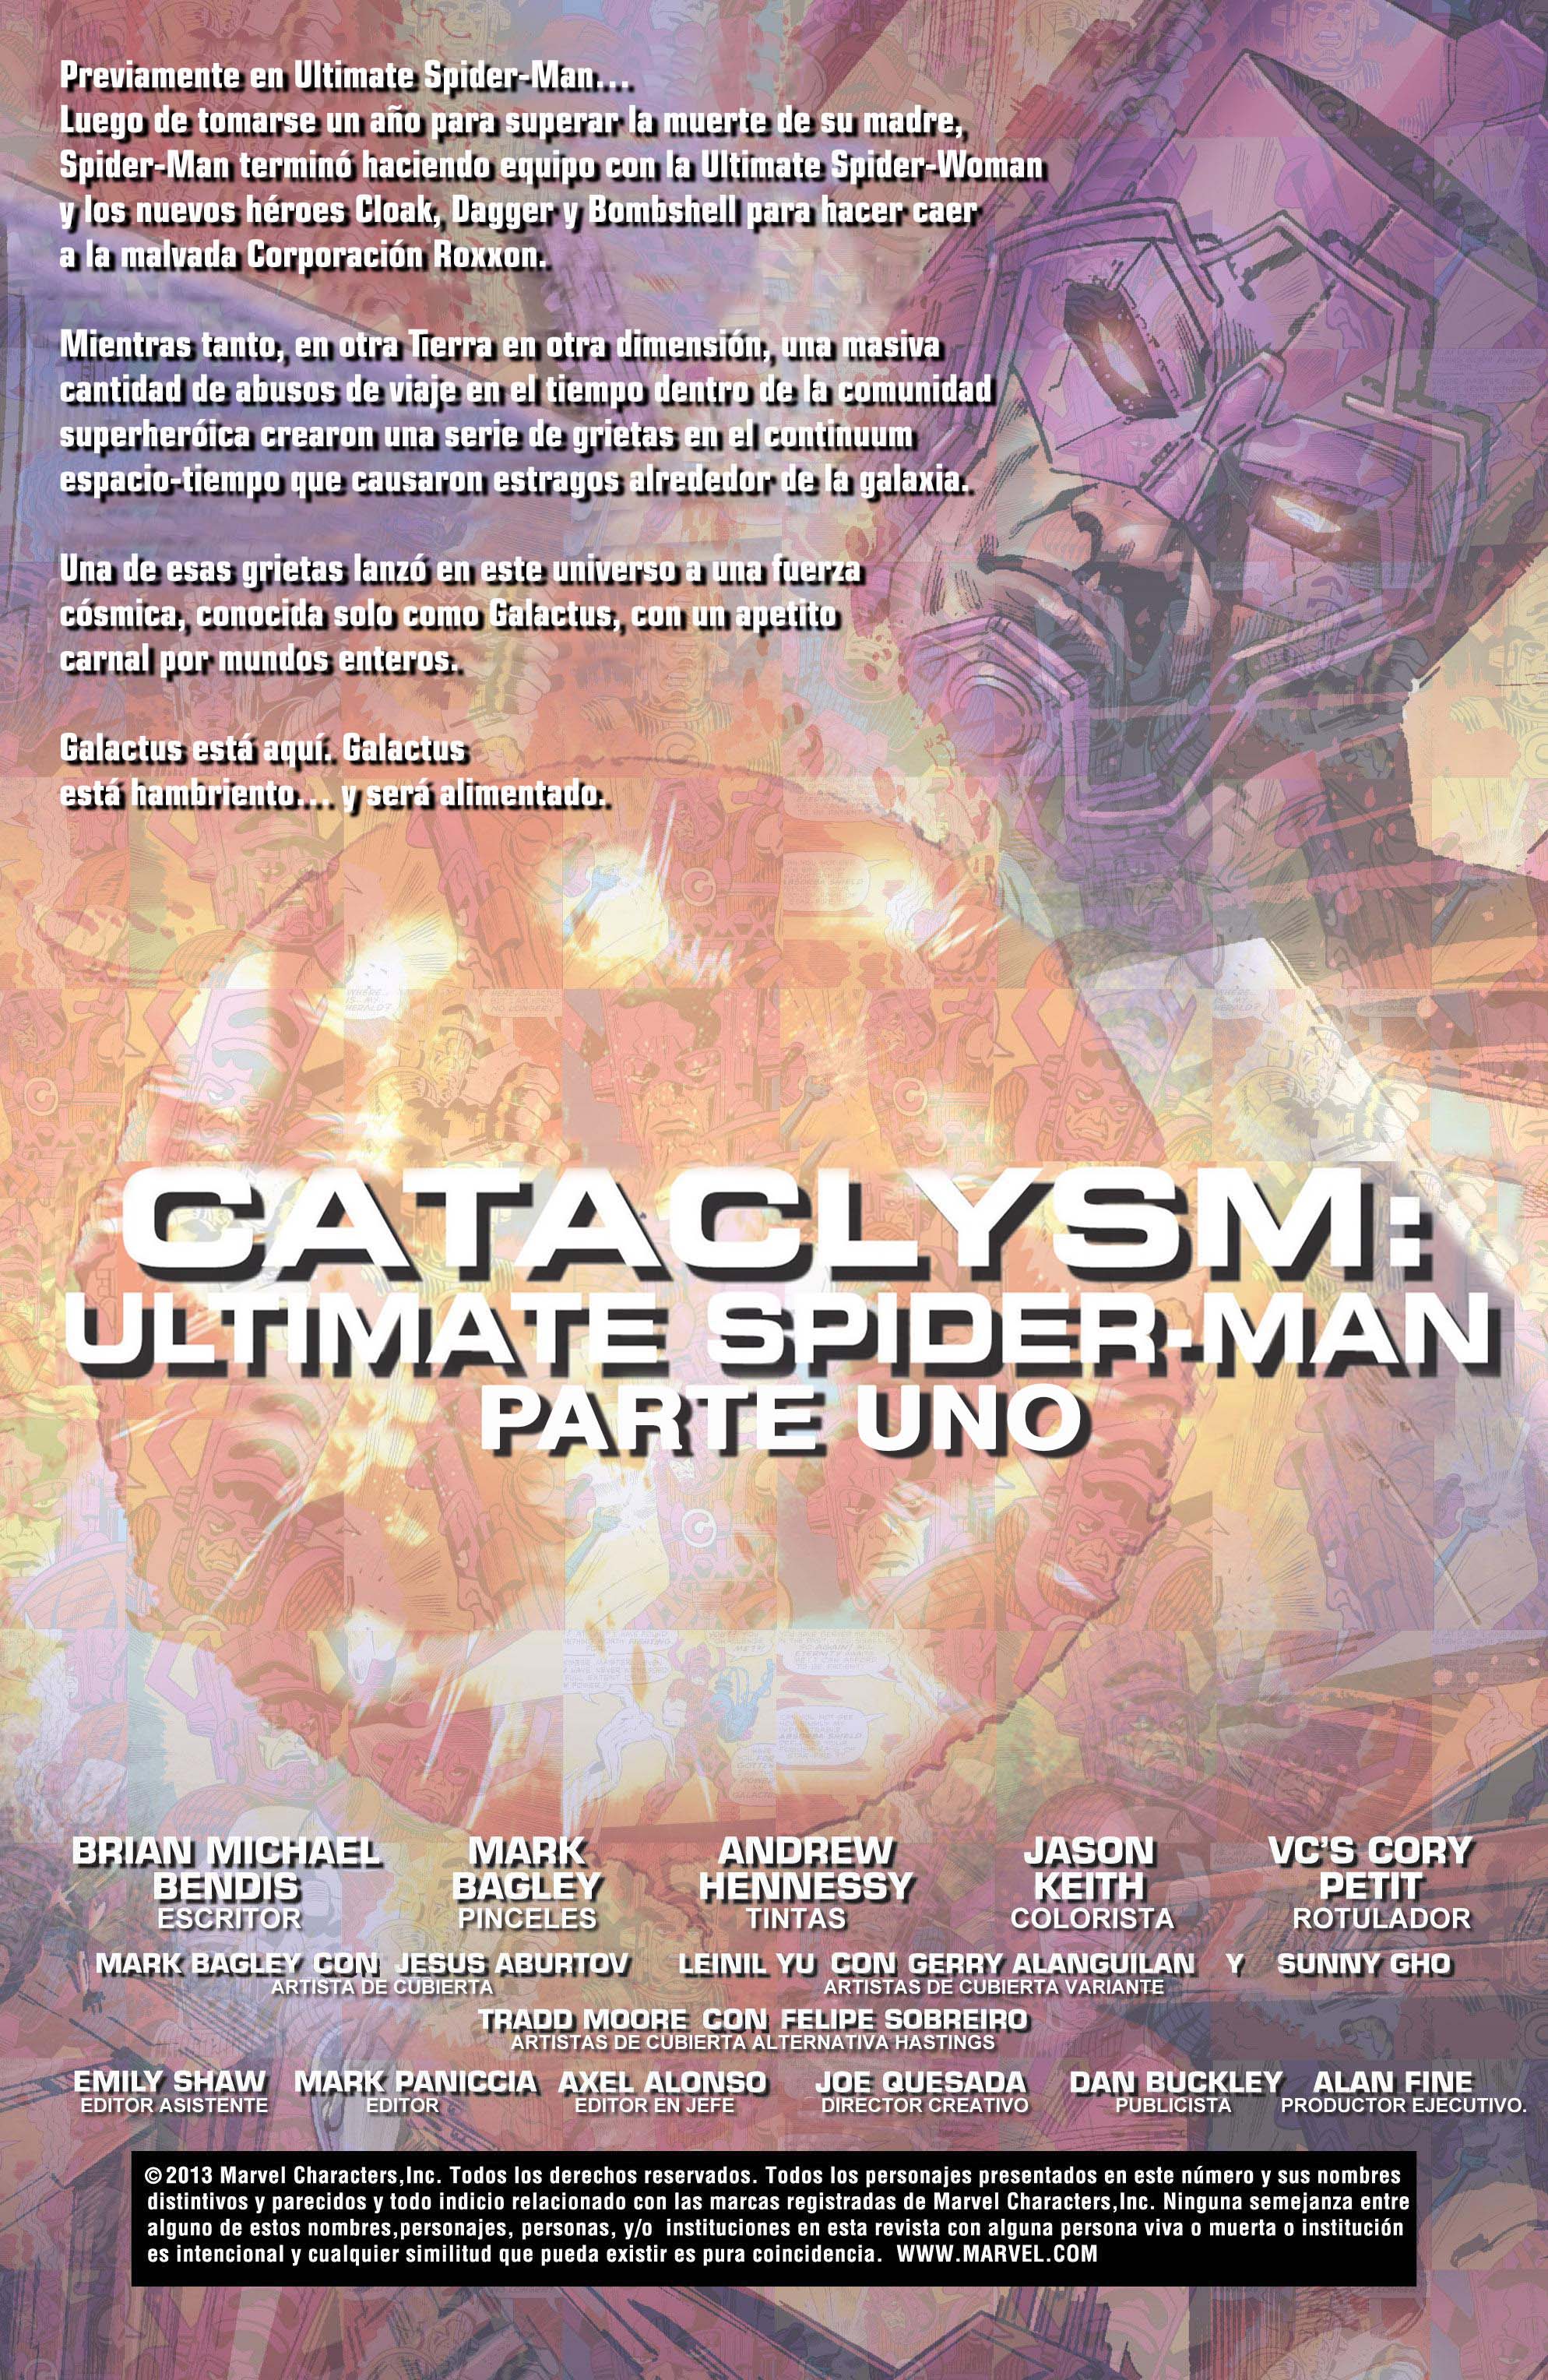 Previamente en Ultimate Spider-Man...
Luego de tomarse un año para superar la muerte de su madre,
Spider-Man terminó haciendo equipo con la Ultimate Spider-Woman
y los nuevos héroes Cloak, Dagger y Bombshell para hacer caer
a la malvada Corporación Roxxon.
Mientras tanto, en otra Tierra en otra dimensión, una masiva
cantidad de abusos de viaje en el tiempo dentro de la comunidad
superheróica crearon una serie de grietas en el continuum
espacio-tiempo que causaron estragos alrededor de la galaxia.
Una de esas grietas lanzó en este universo a una fuerza
cósmica, conocida solo como Galactus, con un apetito
carnal por mundos enteros.
Galactus está aquí. Galactus
está hambriento... y será alimentado.
CATACLYSM:
ULTIMATE SPIDER-MAN
PARTE UNO
BRIAN MICHAEL BENDIS
ESCRITOR
MARK BAGLEY
PINCELES
ANDREW HENNESSY
TINTAS
JASON KEITH
COLORISTA
VC'S CORY PETIT
ROTULADOR
MARK BAGLEY CON JESUS ABURTOV
ARTISTA DE CUBIERTA
LEINIL YU CON GERRY ALANGUILAN Y SUNNY GHO
ARTISTAS DE CUBIERTA VARIANTE
TRADD MOORE CON FELIPE SOBREIRO
ARTISTAS DE CUBIERTA ALTERNATIVA HASTINGS
EMILY SHAW
EDITOR ASISTENTE
MARK PANICCIA
EDITOR
AXEL ALONSO
EDITOR EN JEFE
JOE QUESADA
DIRECTOR CREATIVO
DAN BUCKLEY
PUBLICISTA
ALAN FINE
PRODUCTOR EJECUTIVO.
©2013 Marvel Characters,Inc. Todos los derechos reservados. Todos los personajes presentados en este número y sus nombres
distintivos y parecidos y todo indicio relacionado con las marcas registradas de Marvel Characters,Inc. Ninguna semejanza entre
alguno de estos nombres,personajes, personas, y/o instituciones en esta revista con alguna persona viva o muerta o institución
es intencional y cualquier similitud que pueda existir es pura coincidencia. WWW.MARVEL.COM